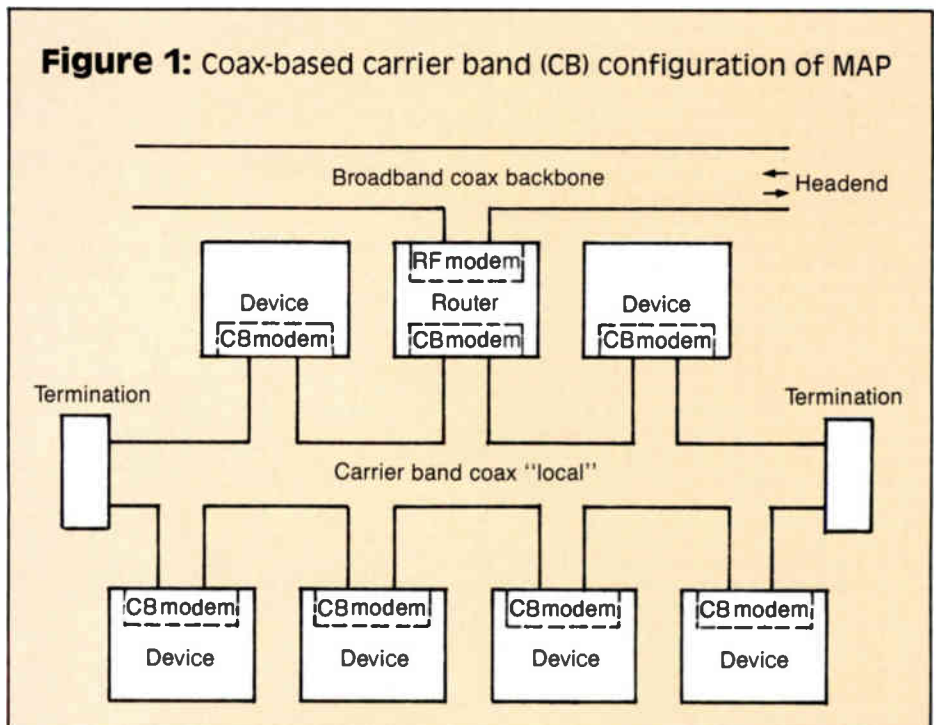 Figure 1: Coax-based carrier band (CB) configuration of MAP
Broadband coax backbone
Headend
RF modem
Device
Router
Device
CB modem
CB modem
CB modem
Termination
Termination
Carrier band coax "local"
CB modem
CB modem
CB modem
CB modem
Device
Device
Device
Device